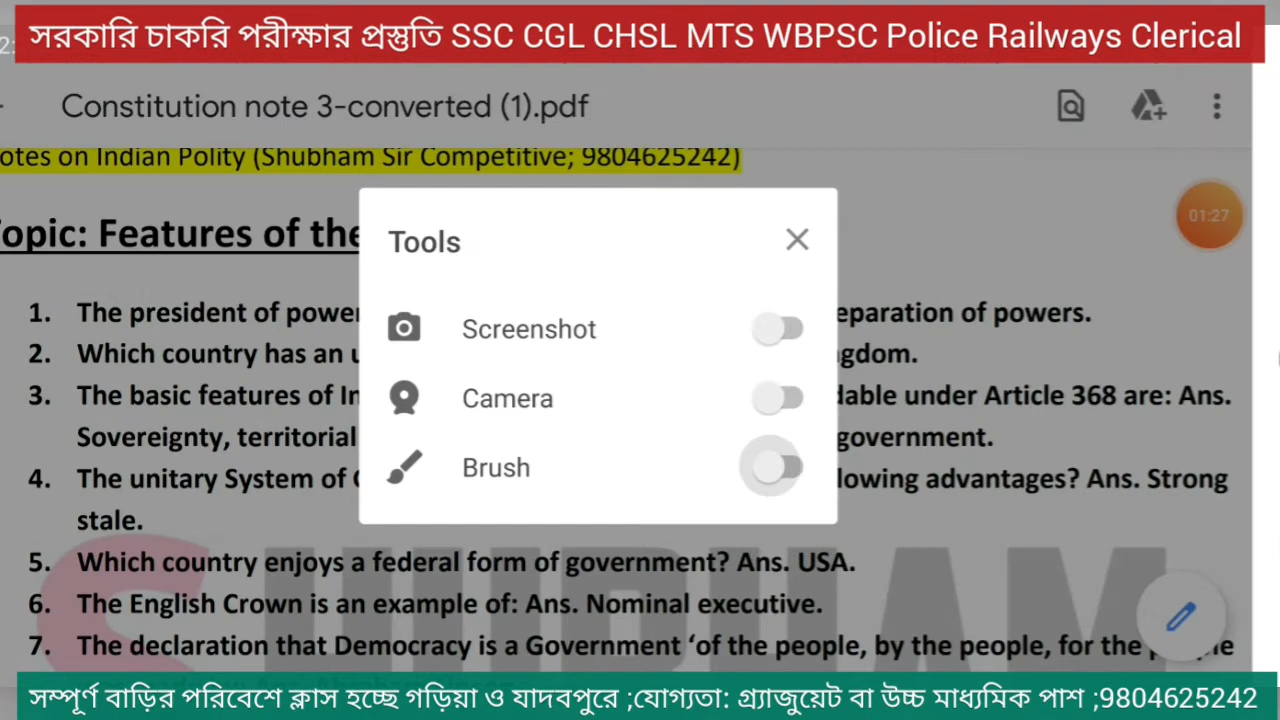 সরকারি চাকরি পরীক্ষার প্রস্তুতি SSC CGL CHSL MTS WBPSC Police Railways Clerical
Constitution note 3-converted (1).pdf
otes on Indian Polity (Shubham Sir Competitive; 9804625242)
01:27
opic: Features of the
Tools
Screenshot
Camera
Brush
1. The president of power eparation of powers.
2. Which country has an u gdom.
3. The basic features of In dable under Article 368 are: Ans.
Sovereignty, territorial government.
4. The unitary System of G lowing advantages? Ans. Strong
stale.
5. Which country enjoys a federal form of government? Ans. USA.
6. The English Crown is an example of: Ans. Nominal executive.
7. The declaration that Democracy is a Government ‘of the people, by the people, for the people
SHUBHAM
সম্পূর্ণ বাড়ির পরিবেশে ক্লাস হচ্ছে গড়িয়া ও যাদবপুরে ;যোগ্যতা: গ্র্যাজুয়েট বা উচ্চ মাধ্যমিক পাশ ;9804625242